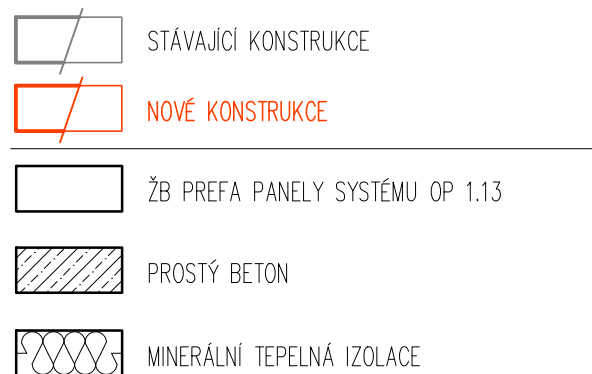 STÁVAJÍCÍ KONSTRUKCE
NOVÉ KONSTRUKCE
ŽB PREFA PANELY SYSTÉMU OP 1.13
PROSTÝ BETON
MINERÁLNÍ TEPELNÁ IZOLACE